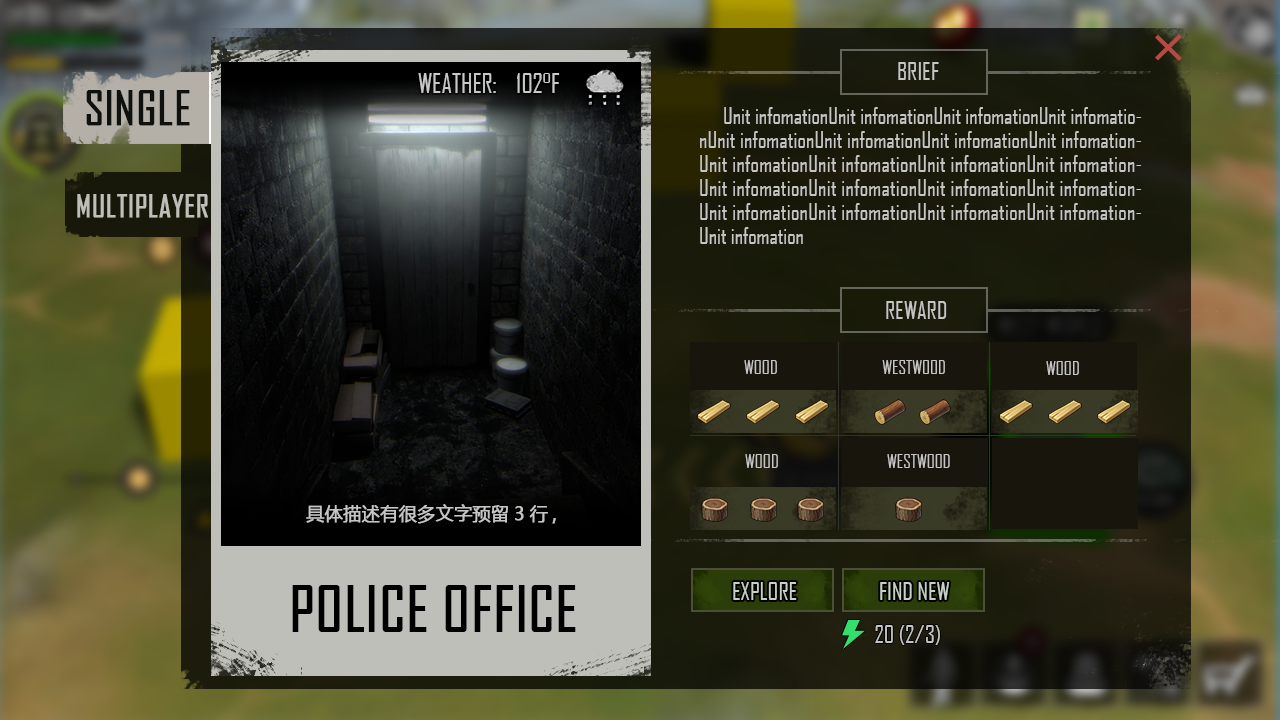 SINGLE
MULTIPLAYER
WEATHER: 102°F
具体描述有很多文字预留 3 行，
POLICE OFFICE
BRIEF
Unit infomationUnit infomationUnit infomationUnit infomatio-
nUnit infomationUnit infomationUnit infomationUnit infomation-
Unit infomationUnit infomationUnit infomationUnit infomation-
Unit infomationUnit infomationUnit infomationUnit infomation-
Unit infomationUnit infomationUnit infomationUnit infomation-
Unit infomation
REWARD
WOOD WESTWOOD WOOD
WOOD WESTWOOD
EXPLORE FIND NEW
20 (2/3)